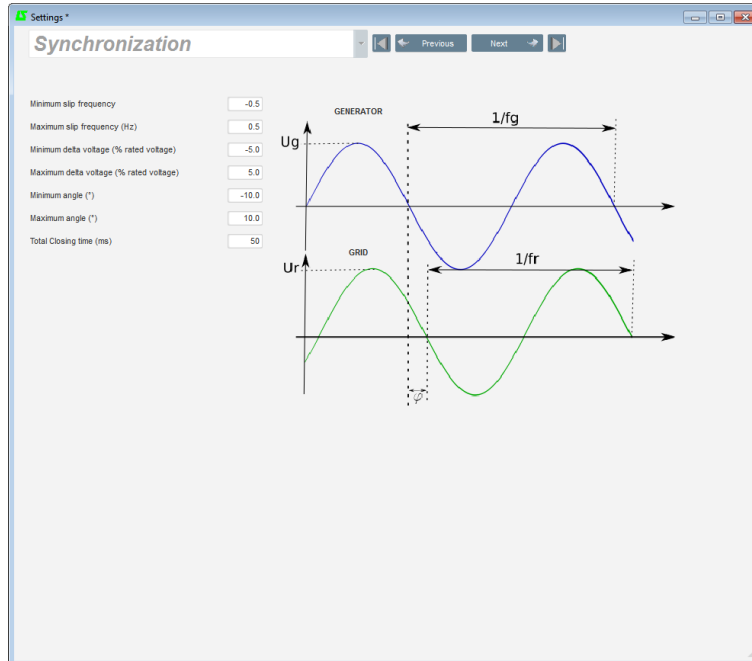 LS Settings *
Synchronization
Previous
Next
Minimum slip frequency -0.5
Maximum slip frequency (Hz) 0.5
Minimum delta voltage (% rated voltage) -5.0
Maximum delta voltage (% rated voltage) 5.0
Minimum angle (°) -10.0
Maximum angle (°) 10.0
Total Closing time (ms) 50
GENERATOR
1/fg
Ug
GRID
1/fr
Ur
φ